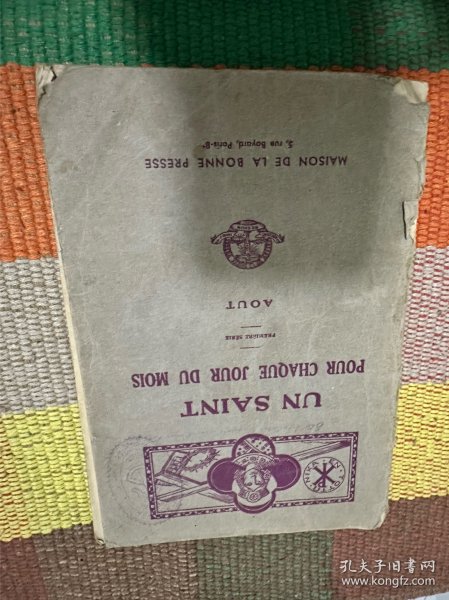 UN SAINT
POUR CHAQUE JOUR DU MOIS
PREMIÈRE SÉRIE
AOUT
MAISON DE LA BONNE PRESSE
5, rue Bayard, Paris-8e
孔夫子旧书网
www.kongfz.com